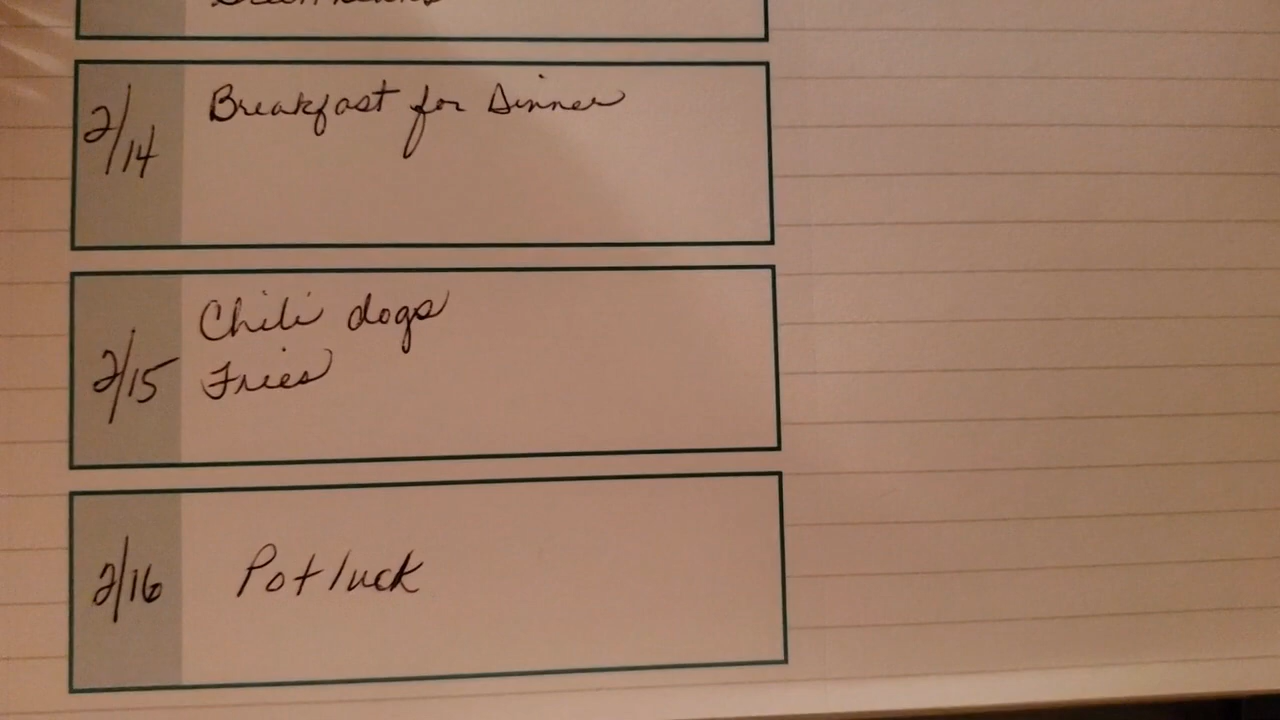 2/14
Breakfast for Dinner
2/15
Chili dogs
Fries
2/16
Potluck